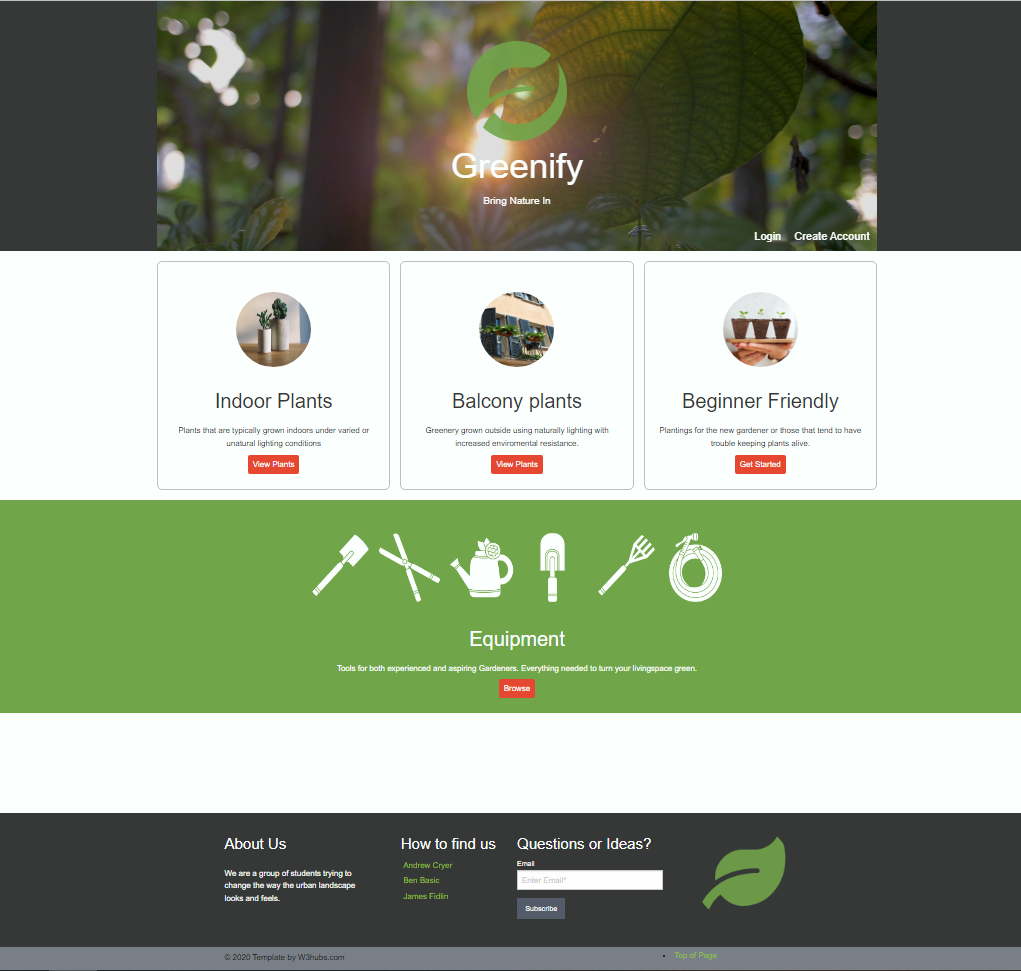 Greenify
Bring Nature In
Login Create Account
Indoor Plants
Plants that are typically grown indoors under varied or
unatural lighting conditions
View Plants
Balcony plants
Greenery grown outside using naturally lighting with
increased enviromental resistance.
View Plants
Beginner Friendly
Plantings for the new gardener or those that tend to have
trouble keeping plants alive.
Get Started
Equipment
Tools for both experienced and aspiring Gardeners. Everything needed to turn your livingspace green.
Browse
About Us
We are a group of students trying to
change the way the urban landscape
looks and feels.
How to find us
Andrew Cryer
Ben Basic
James Fidlin
Questions or Ideas?
Email
Enter Email*
Subscribe
© 2020 Template by W3hubs.com
Top of Page